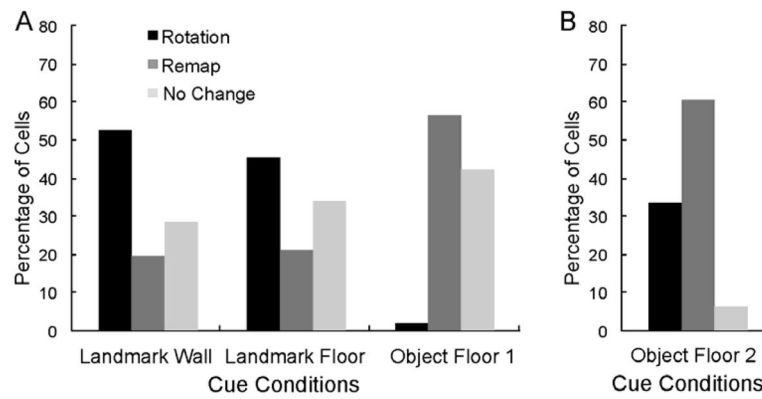 A
80
70
60
50
40
30
20
10
0
Percentage of Cells
Rotation
Remap
No Change
Landmark Wall
Landmark Floor
Object Floor 1
Cue Conditions
B
80
70
60
50
40
30
20
10
0
Percentage of Cells
Object Floor 2
Cue Conditions